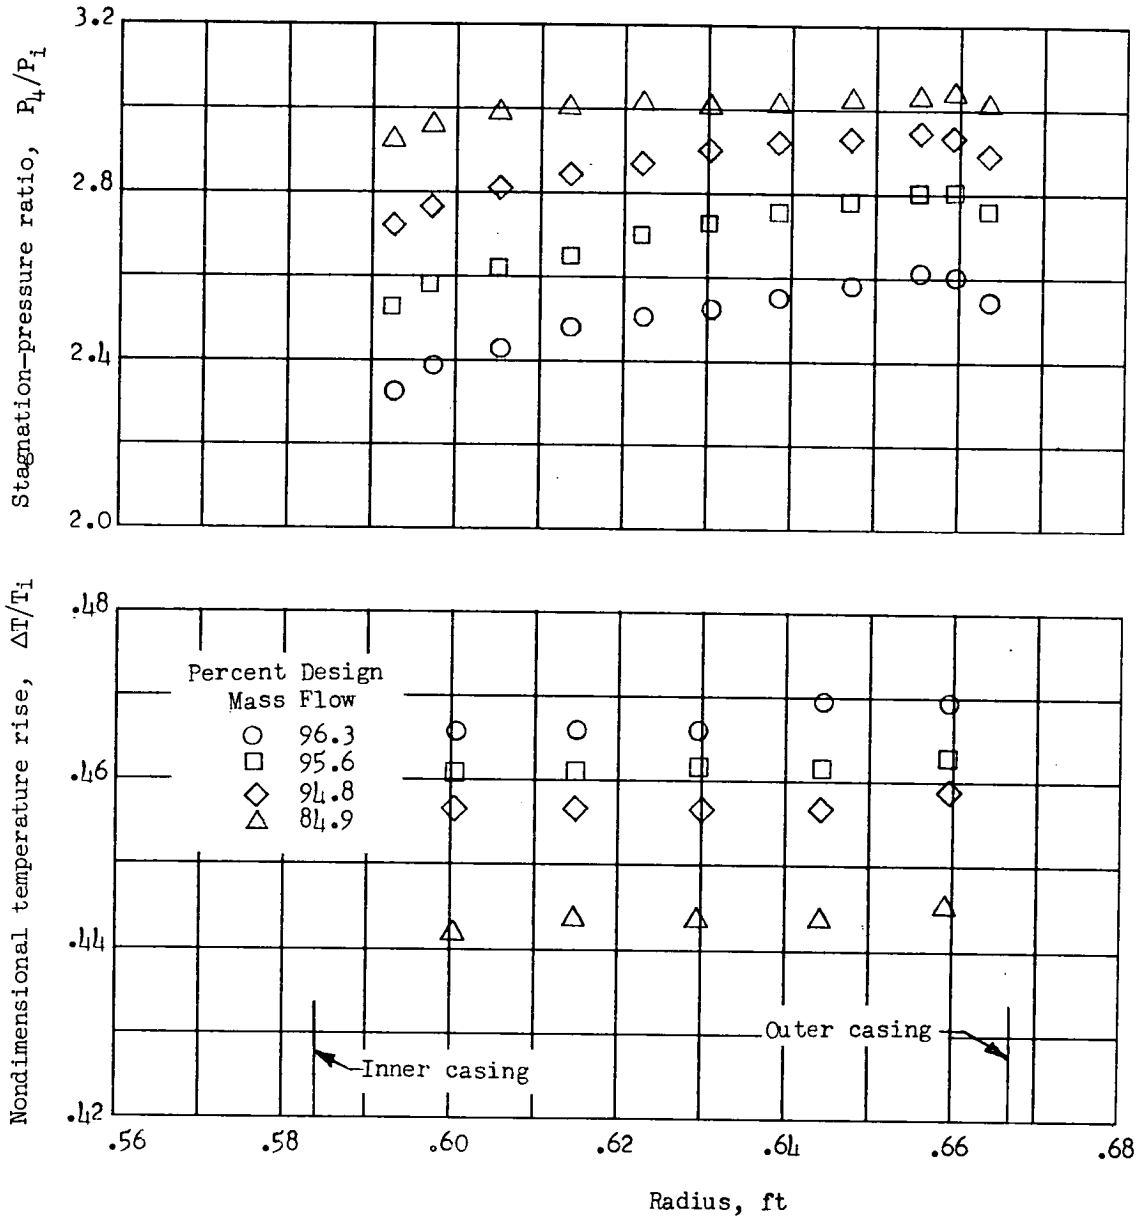 Stagnation-pressure ratio, P4/Pi
3.2
2.8
2.4
2.0
Nondimensional temperature rise, ΔT/Ti
.48
.46
.44
.42
Percent Design
Mass Flow
○ 96.3
□ 95.6
◇ 94.8
△ 84.9
Outer casing
Inner casing
.56 .58 .60 .62 .64 .66 .68
Radius, ft